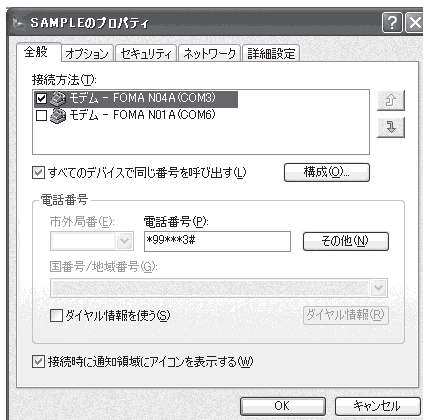 SAMPLEのプロパティ
全般 オプション セキュリティ ネットワーク 詳細設定
接続方法(T):
モデム - FOMA N04A(COM3)
モデム - FOMA N01A(COM6)
すべてのデバイスで同じ番号を呼び出す(L) 構成(O)...
電話番号
市外局番(E): 電話番号(P):
*99***3# その他(N)
国番号/地域番号(G):
ダイヤル情報を使う(S) ダイヤル情報(R)
接続時に通知領域にアイコンを表示する(W)
OK キャンセル